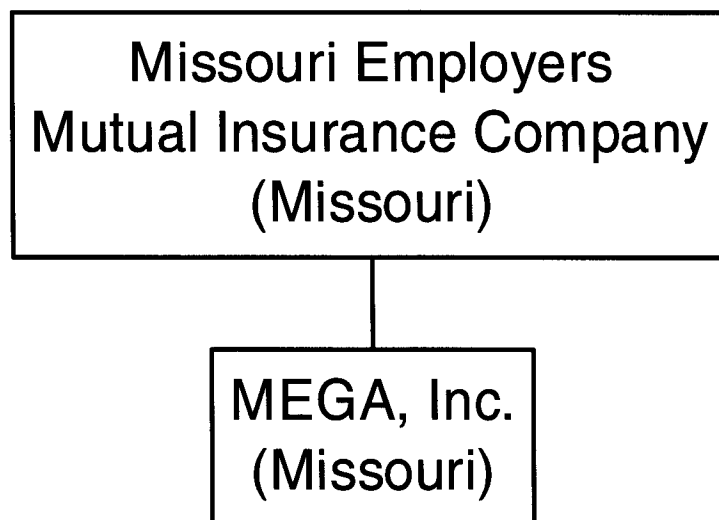 Missouri Employers
Mutual Insurance Company
(Missouri)
MEGA, Inc.
(Missouri)